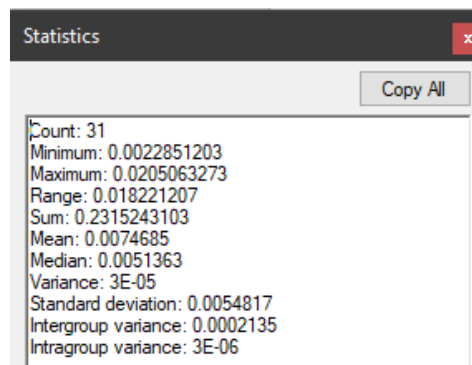 Statistics
x
Copy All
Count: 31
Minimum: 0.0022851203
Maximum: 0.0205063273
Range: 0.018221207
Sum: 0.2315243103
Mean: 0.0074685
Median: 0.0051363
Variance: 3E-05
Standard deviation: 0.0054817
Intergroup variance: 0.0002135
Intragroup variance: 3E-06